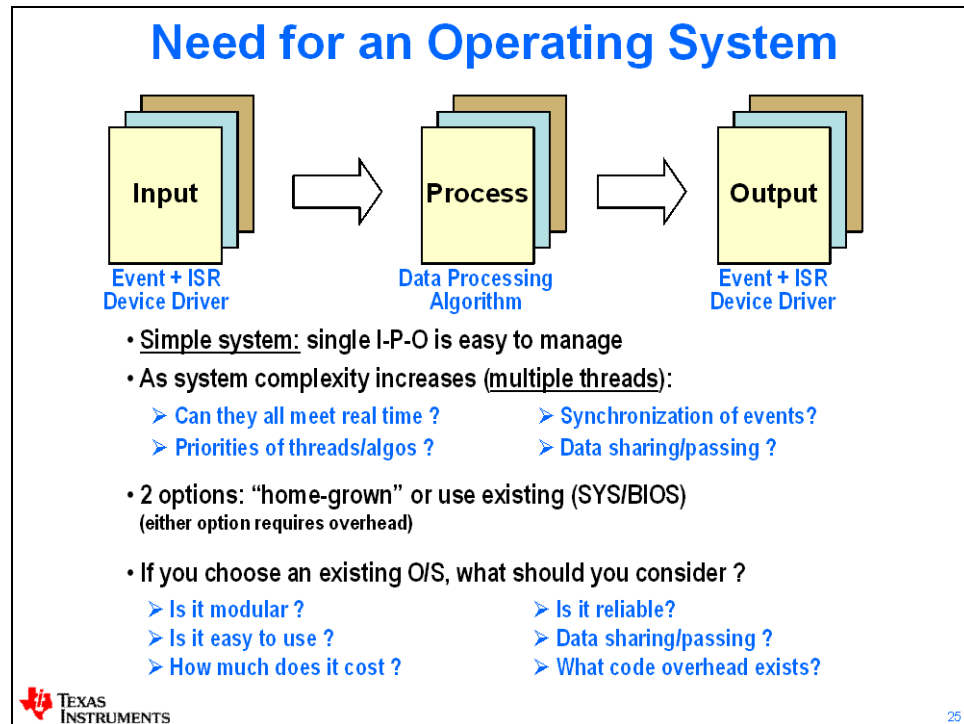 Need for an Operating System
Input
Process
Output
Event + ISR
Device Driver
Data Processing
Algorithm
Event + ISR
Device Driver
• Simple system: single I-P-O is easy to manage
• As system complexity increases (multiple threads):
➢ Can they all meet real time ?
➢ Synchronization of events?
➢ Priorities of threads/algos ?
➢ Data sharing/passing ?
• 2 options: “home-grown” or use existing (SYS/BIOS)
(either option requires overhead)
• If you choose an existing O/S, what should you consider ?
➢ Is it modular ?
➢ Is it reliable?
➢ Is it easy to use ?
➢ Data sharing/passing ?
➢ How much does it cost ?
➢ What code overhead exists?
TEXAS
INSTRUMENTS
25